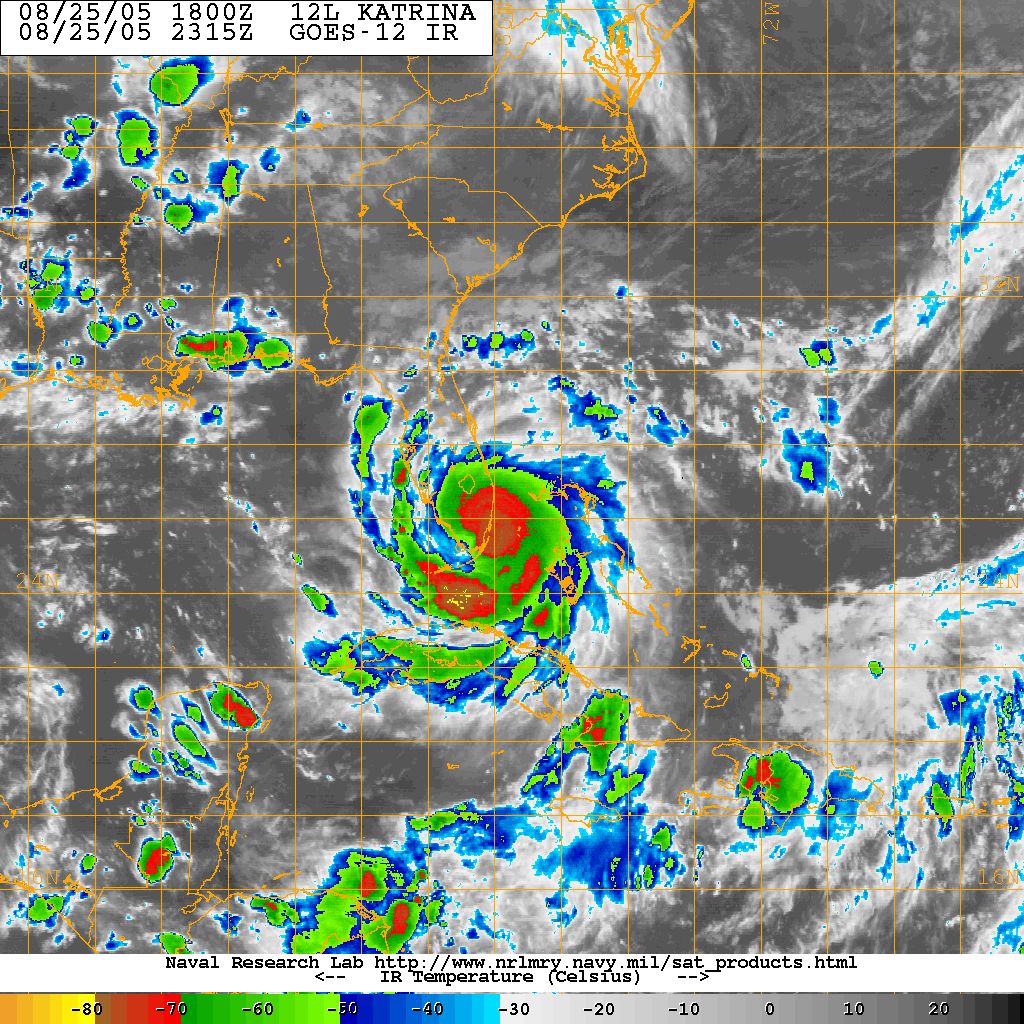 08/25/05 1800Z 12L KATRINA
08/25/05 2315Z GOES-12 IR
72W
32N
24N
24N
16N
16N
Naval Research Lab http://www.nrlmry.navy.mil/sat_products.html
<-- IR Temperature (Celsius) -->
-80 -70 -60 -50 -40 -30 -20 -10 0 10 20